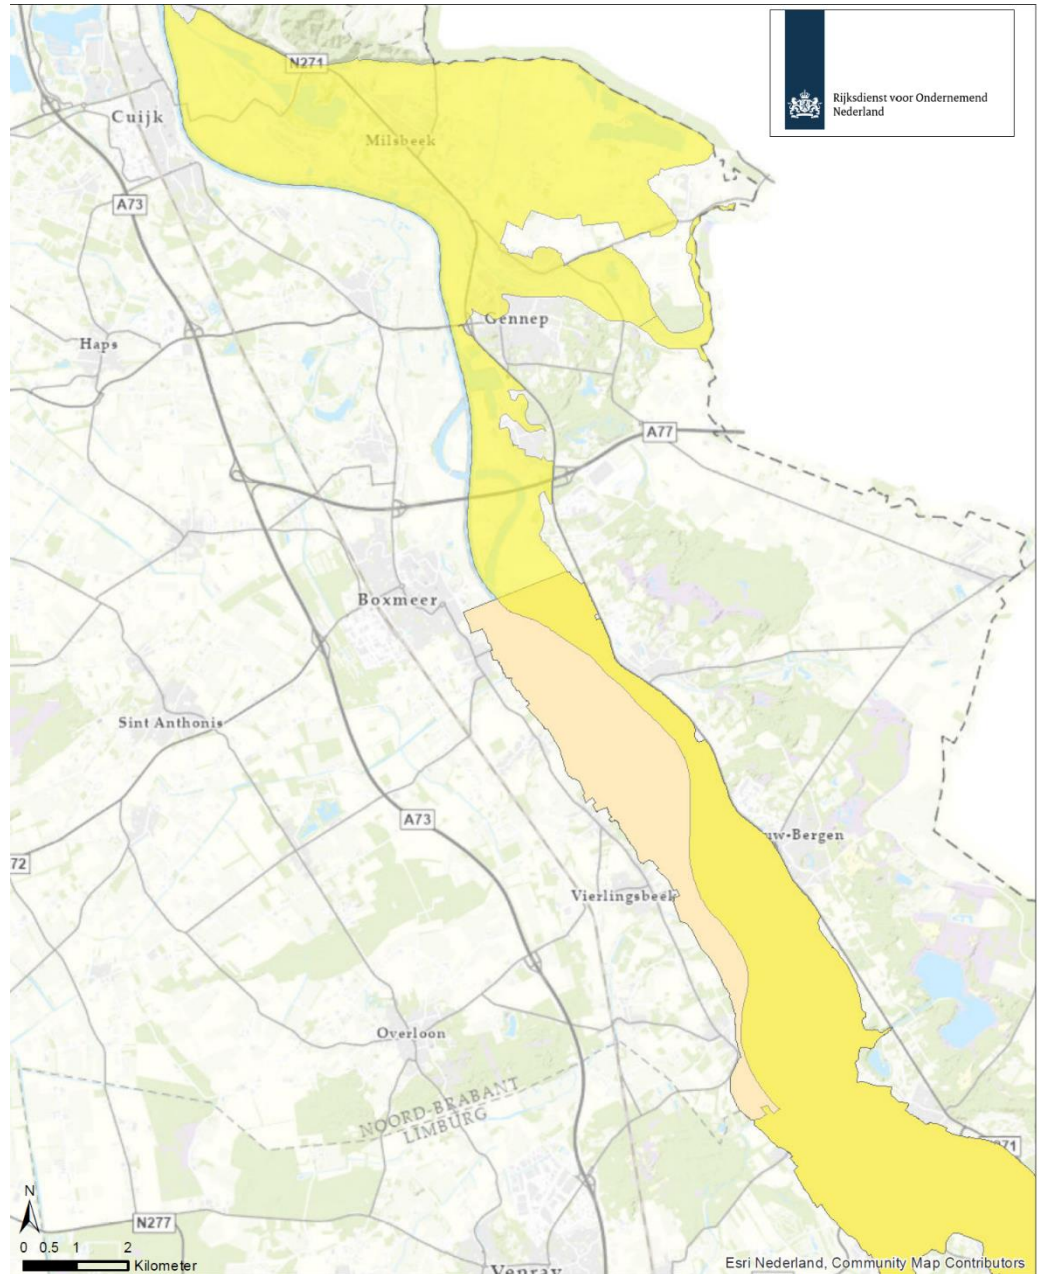 Rijksdienst voor Ondernemend
Nederland
N271
Cuijk
Milsbeek
A73
Gennep
Haps
A77
Boxmeer
Sint Anthonis
A73
uw-Bergen
72
Vierlingsbeek
Overloon
NOORD-BRABANT
LIMBURG
271
N
N277
0 0.5 1 2
Kilometer
Venray
Esri Nederland, Community Map Contributors